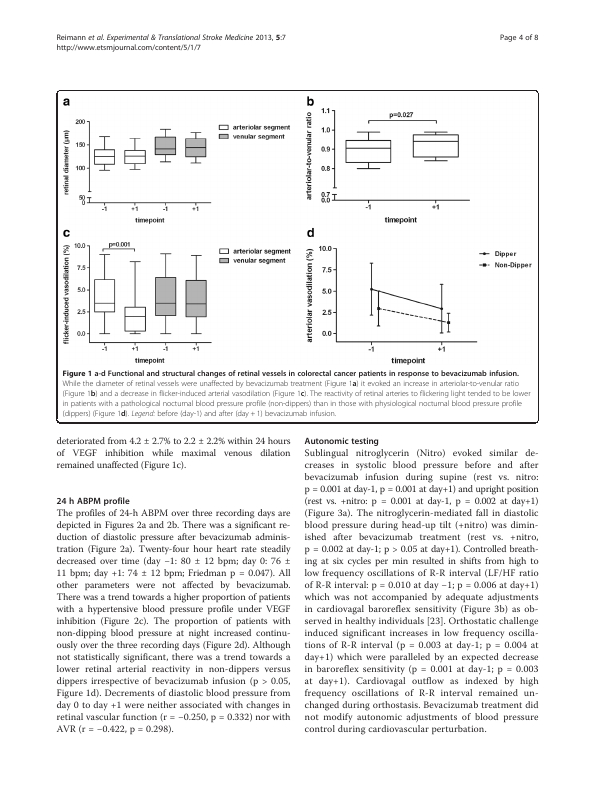 Reimann et al. Experimental & Translational Stroke Medicine 2013, 5:7
http://www.etsmjournal.com/content/5/1/7
Page 4 of 8
a
retinal diameter (µm)
200
150
100
50
0
-1
+1
-1
+1
timepoint
arteriolar segment
venular segment
b
arteriolar-to-venular ratio
1.1
1.0
0.9
0.8
0.7
0.0
p=0.027
-1
+1
timepoint
c
flicker-induced vasodilation (%)
10.0
7.5
5.0
2.5
0.0
p=0.001
-1
+1
-1
+1
timepoint
arteriolar segment
venular segment
d
arteriolar vasodilation (%)
10.0
7.5
5.0
2.5
0.0
-1
+1
timepoint
Dipper
Non-Dipper
Figure 1 a-d Functional and structural changes of retinal vessels in colorectal cancer patients in response to bevacizumab infusion.
While the diameter of retinal vessels were unaffected by bevacizumab treatment (Figure 1a) it evoked an increase in arteriolar-to-venular ratio
(Figure 1b) and a decrease in flicker-induced arterial vasodilation (Figure 1c). The reactivity of retinal arteries to flickering light tended to be lower
in patients with a pathological nocturnal blood pressure profile (non-dippers) than in those with physiological nocturnal blood pressure profile
(dippers) (Figure 1d). Legend: before (day-1) and after (day + 1) bevacizumab infusion.
deteriorated from 4.2 ± 2.7% to 2.2 ± 2.2% within 24 hours
of VEGF inhibition while maximal venous dilation
remained unaffected (Figure 1c).
24 h ABPM profile
The profiles of 24-h ABPM over three recording days are
depicted in Figures 2a and 2b. There was a significant re-
duction of diastolic pressure after bevacizumab adminis-
tration (Figure 2a). Twenty-four hour heart rate steadily
decreased over time (day −1: 80 ± 12 bpm; day 0: 76 ±
11 bpm; day +1: 74 ± 12 bpm; Friedman p = 0.047). All
other parameters were not affected by bevacizumab.
There was a trend towards a higher proportion of patients
with a hypertensive blood pressure profile under VEGF
inhibition (Figure 2c). The proportion of patients with
non-dipping blood pressure at night increased continu-
ously over the three recording days (Figure 2d). Although
not statistically significant, there was a trend towards a
lower retinal arterial reactivity in non-dippers versus
dippers irrespective of bevacizumab infusion (p > 0.05,
Figure 1d). Decrements of diastolic blood pressure from
day 0 to day +1 were neither associated with changes in
retinal vascular function (r = −0.250, p = 0.332) nor with
AVR (r = −0.422, p = 0.298).
Autonomic testing
Sublingual nitroglycerin (Nitro) evoked similar de-
creases in systolic blood pressure before and after
bevacizumab infusion during supine (rest vs. nitro:
p = 0.001 at day-1, p = 0.001 at day+1) and upright position
(rest vs. +nitro: p = 0.001 at day-1, p = 0.002 at day+1)
(Figure 3a). The nitroglycerin-mediated fall in diastolic
blood pressure during head-up tilt (+nitro) was dimin-
ished after bevacizumab treatment (rest vs. +nitro,
p = 0.002 at day-1; p > 0.05 at day+1). Controlled breath-
ing at six cycles per min resulted in shifts from high to
low frequency oscillations of R-R interval (LF/HF ratio
of R-R interval: p = 0.010 at day −1; p = 0.006 at day+1)
which was not accompanied by adequate adjustments
in cardiovagal baroreflex sensitivity (Figure 3b) as ob-
served in healthy individuals [23]. Orthostatic challenge
induced significant increases in low frequency oscilla-
tions of R-R interval (p = 0.003 at day-1; p = 0.004 at
day+1) which were paralleled by an expected decrease
in baroreflex sensitivity (p = 0.001 at day-1; p = 0.003
at day+1). Cardiovagal outflow as indexed by high
frequency oscillations of R-R interval remained un-
changed during orthostasis. Bevacizumab treatment did
not modify autonomic adjustments of blood pressure
control during cardiovascular perturbation.